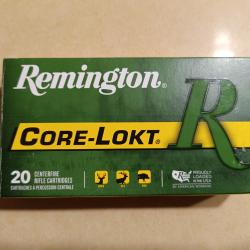 Remington®
CORE-LOKT®
R
20 CENTERFIRE
RIFLE CARTRIDGES
CARTOUCHES À PERCUSSION CENTRALE
PROUDLY
LOADED
IN THE USA